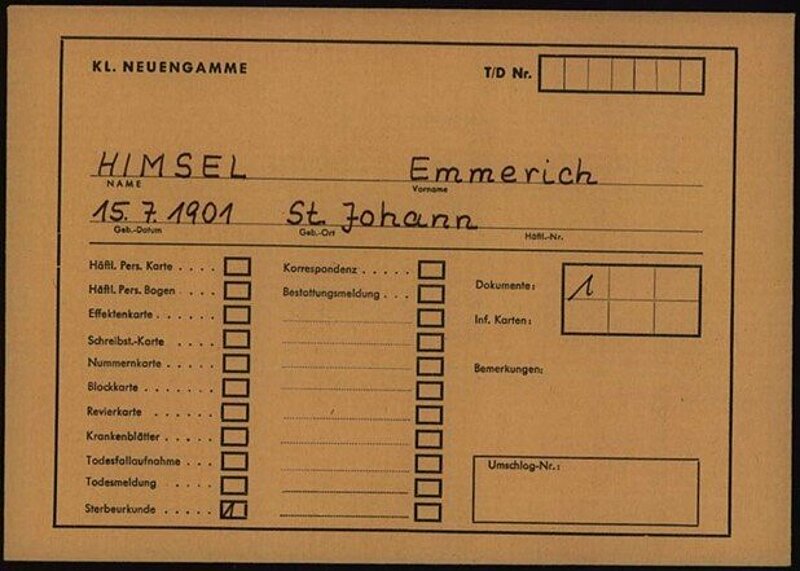 KL. NEUENGAMME
T/D Nr.
HIMSEL Emmerich
NAME Vorname
15. 7. 1901 St. Johann
Geb.-Datum Geb.-Ort Häftl.-Nr.
Häftl. Pers. Karte . . . .
Häftl. Pers. Bogen . . . .
Effektenkarte . . . . . .
Schreibst.-Karte . . . .
Nummernkarte . . . . .
Blockkarte . . . . . . .
Revierkarte . . . . . .
Krankenblätter . . . . .
Todesfallaufnahme . . . .
Todesmeldung . . . . .
Sterbeurkunde . . . . . 1
Korrespondenz . . . . .
Bestattungsmeldung . . .
Dokumente: 1
Inf. Karten:
Bemerkungen:
Umschlag-Nr.: